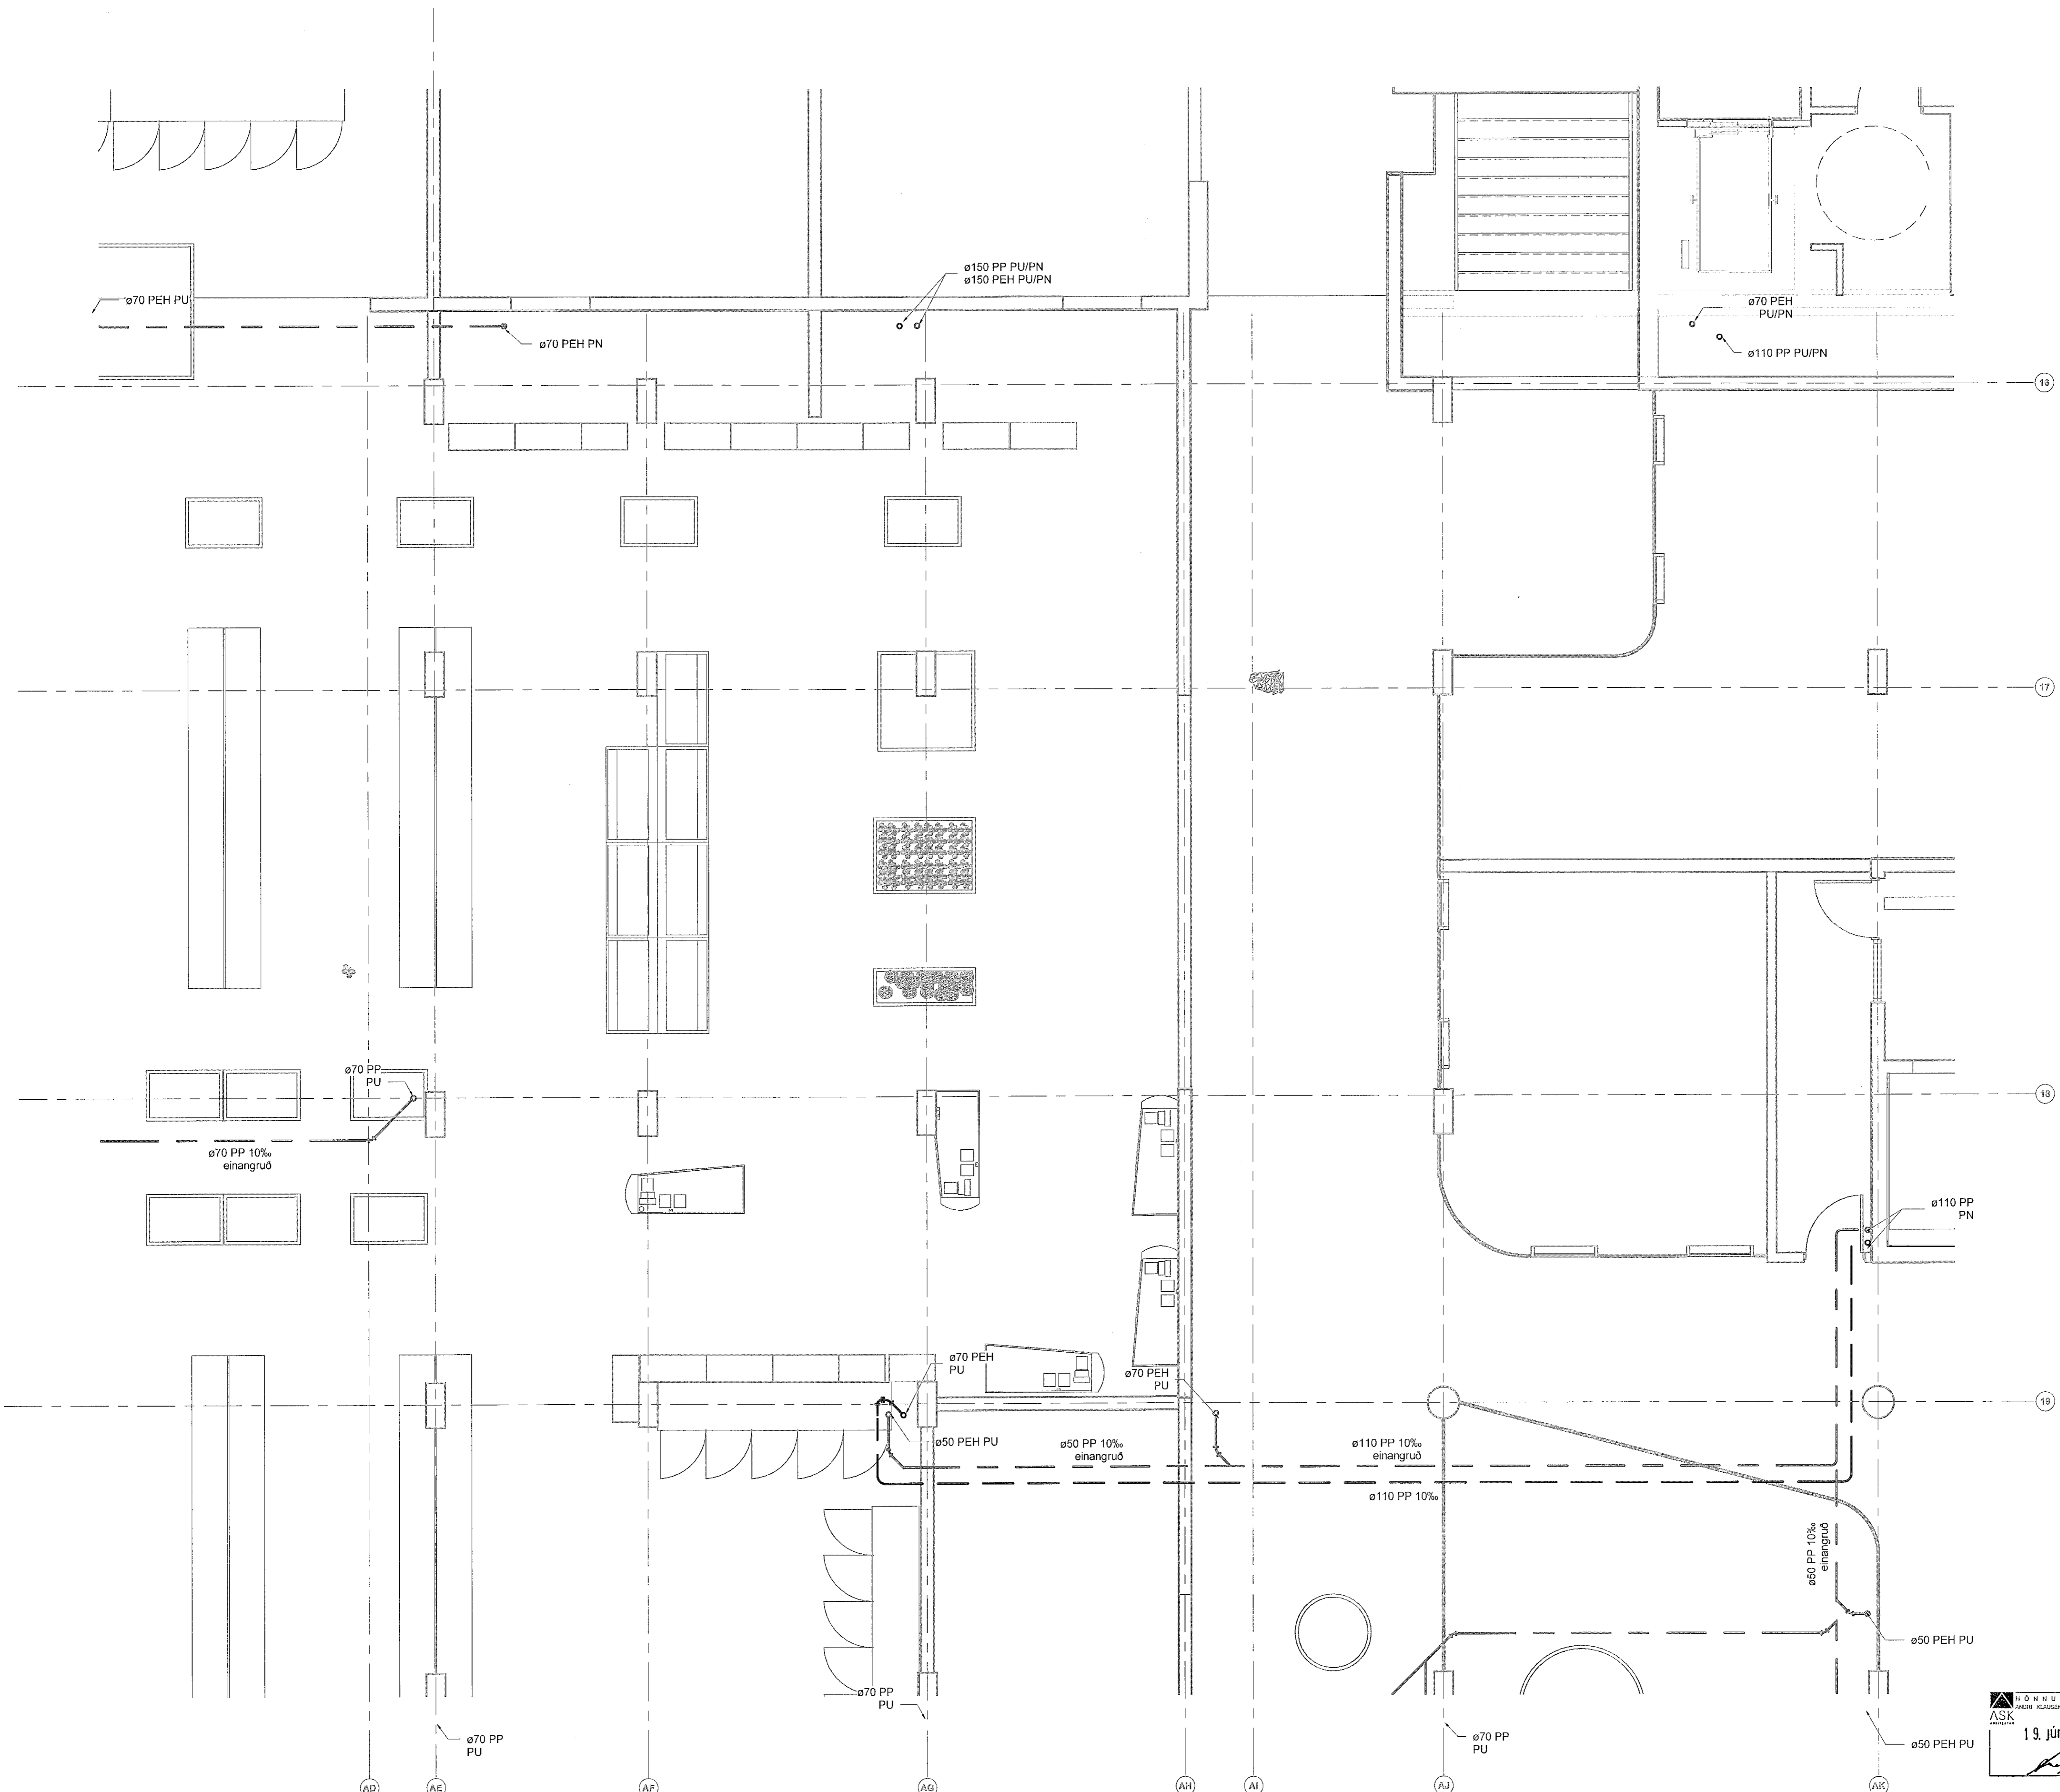 ø150 PP PU/PN
ø150 PEH PU/PN
ø70 PEH PU
ø70 PEH
PU/PN
ø70 PEH PN
ø110 PP PU/PN
16
17
ø70 PP
PU
18
ø70 PP 10‰
einangruð
ø110 PP
PN
ø70 PEH
PU
ø70 PEH
PU
19
ø50 PEH PU
ø50 PP 10‰
einangruð
ø110 PP 10‰
einangruð
ø110 PP 10‰
ø50 PP 10‰
einangruð
ø50 PEH PU
ø70 PP
PU
ø70 PP
PU
ø70 PP
PU
ø50 PEH PU
ASK
ARKITEKTAR
19. jún
AD
AE
AF
AG
AH
AI
AJ
AK